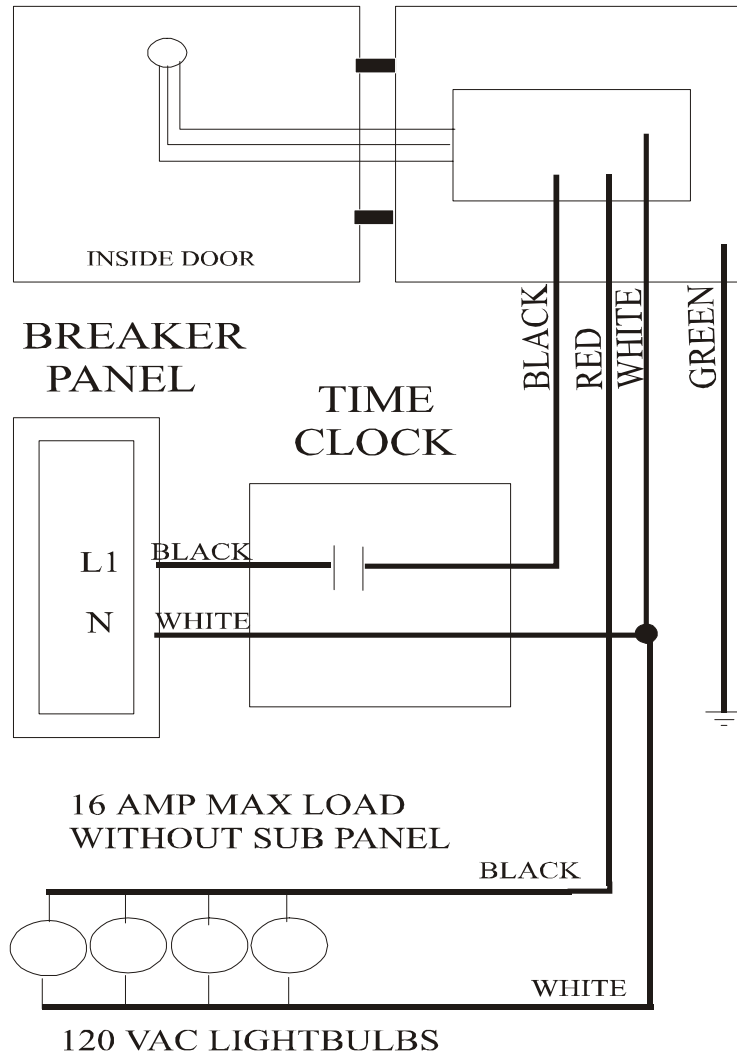 INSIDE DOOR
BLACK
RED
WHITE
GREEN
BREAKER
PANEL
TIME
CLOCK
L1
BLACK
N
WHITE
16 AMP MAX LOAD
WITHOUT SUB PANEL
BLACK
WHITE
120 VAC LIGHTBULBS